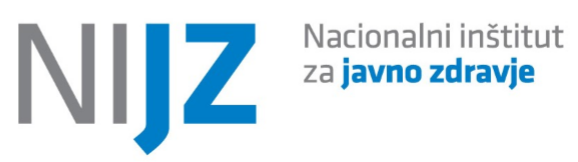 NIJZ
Nacionalni inštitut
za javno zdravje